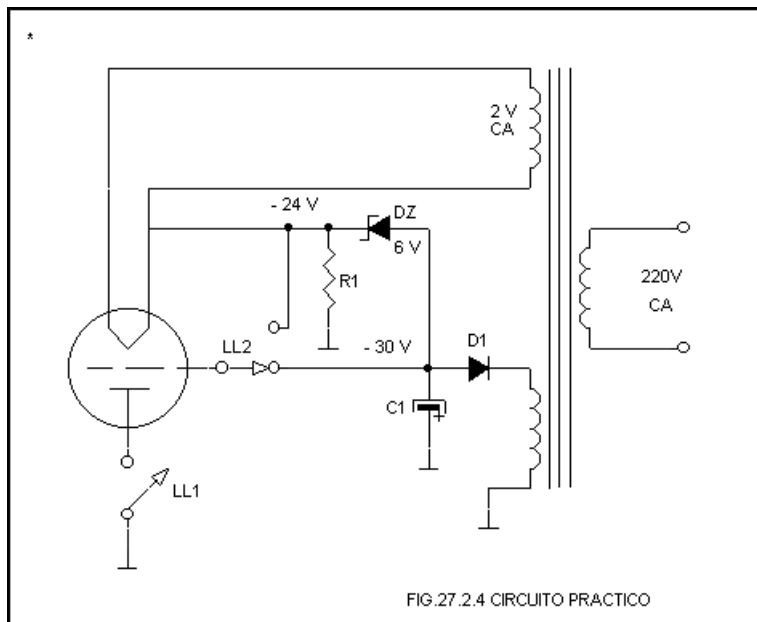 *
2 V
CA
- 24 V
DZ
6 V
R1
220V
CA
LL2
- 30 V
D1
C1
+
LL1
FIG.27.2.4 CIRCUITO PRACTICO